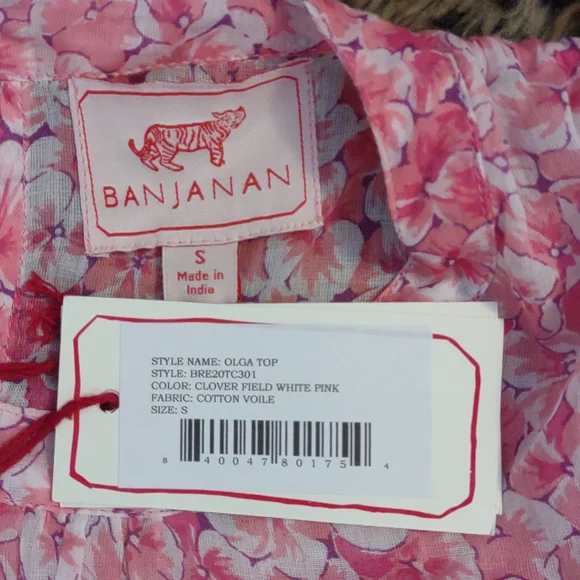 BANJANAN
S
Made in
India
STYLE NAME: OLGA TOP
STYLE: BRE20TC301
COLOR: CLOVER FIELD WHITE PINK
FABRIC: COTTON VOILE
SIZE: S
8 40047 80175 4